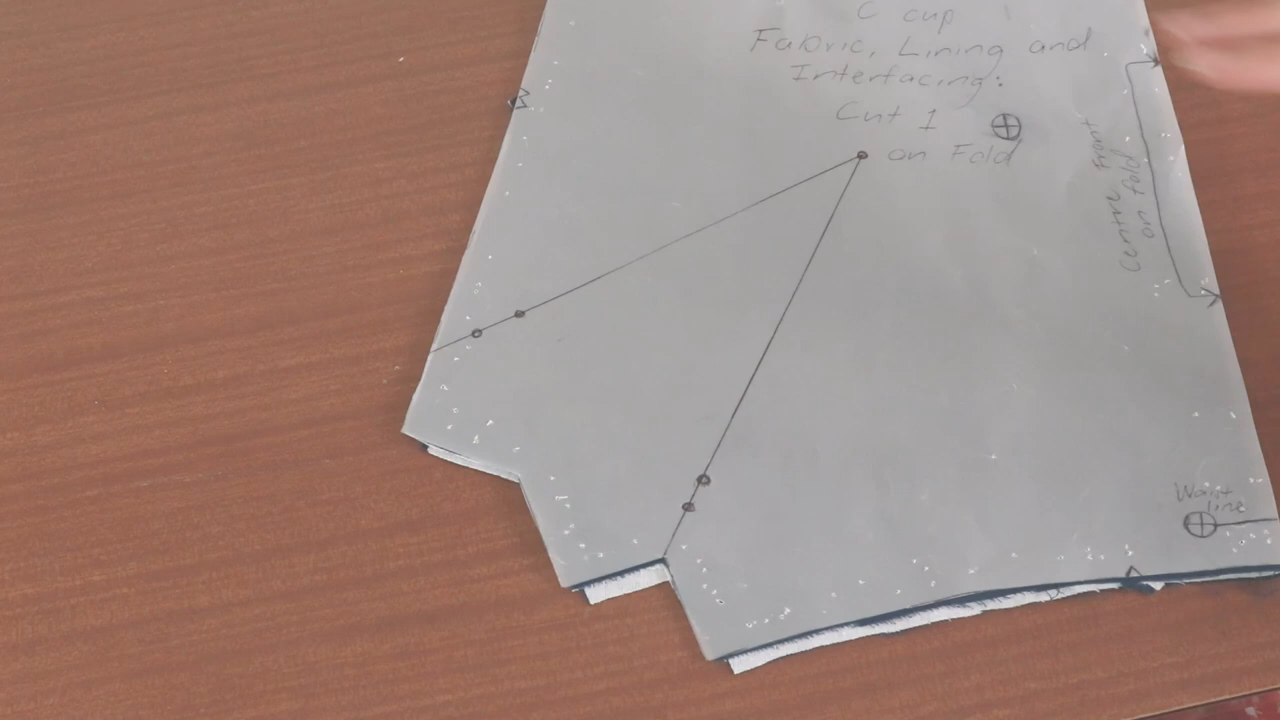 C cup
Fabric, Lining and
Interfacing:
Cut 1
on Fold
Centre front
on fold
Waist
line